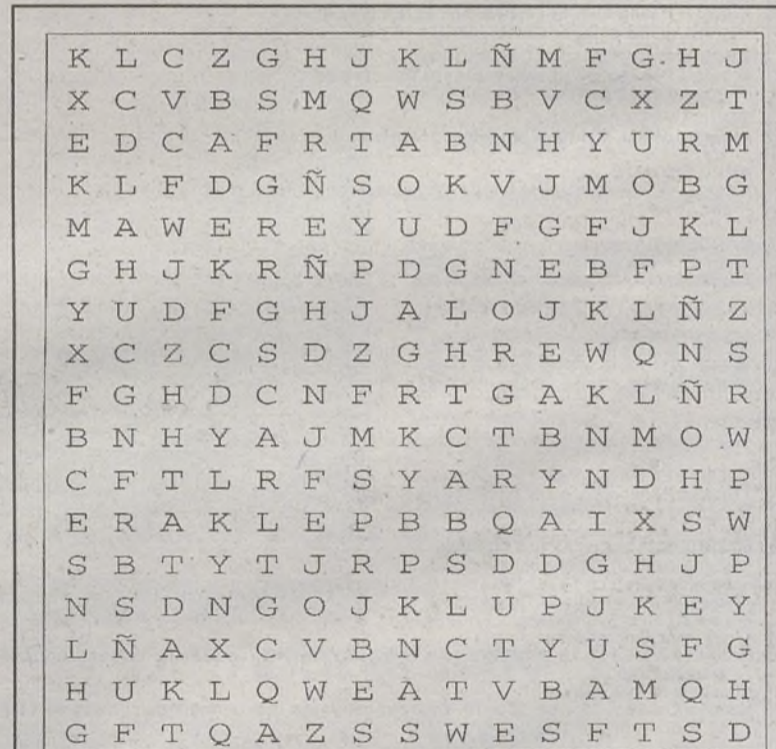 K L C Z G H J K L Ñ M F G H J
X C V B S M Q W S B V C X Z T
E D C A F R T A B N H Y U R M
K L F D G Ñ S O K V J M O B G
M A W E R E Y U D F G F J K L
G H J K R Ñ P D G N E B F P T
Y U D F G H J A L O J K L Ñ Z
X C Z C S D Z G H R E W Q N S
F G H D C N F R T G A K L Ñ R
B N H Y A J M K C T B N M O W
C F T L R F S Y A R Y N D H P
E R A K L E P B B Q A I X S W
S B T Y T J R P S D D G H J P
N S D N G O J K L U P J K E Y
L Ñ A X C V B N C T Y U S F G
H U K L Q W E A T V B A M Q H
G F T Q A Z S S W E S F T S D